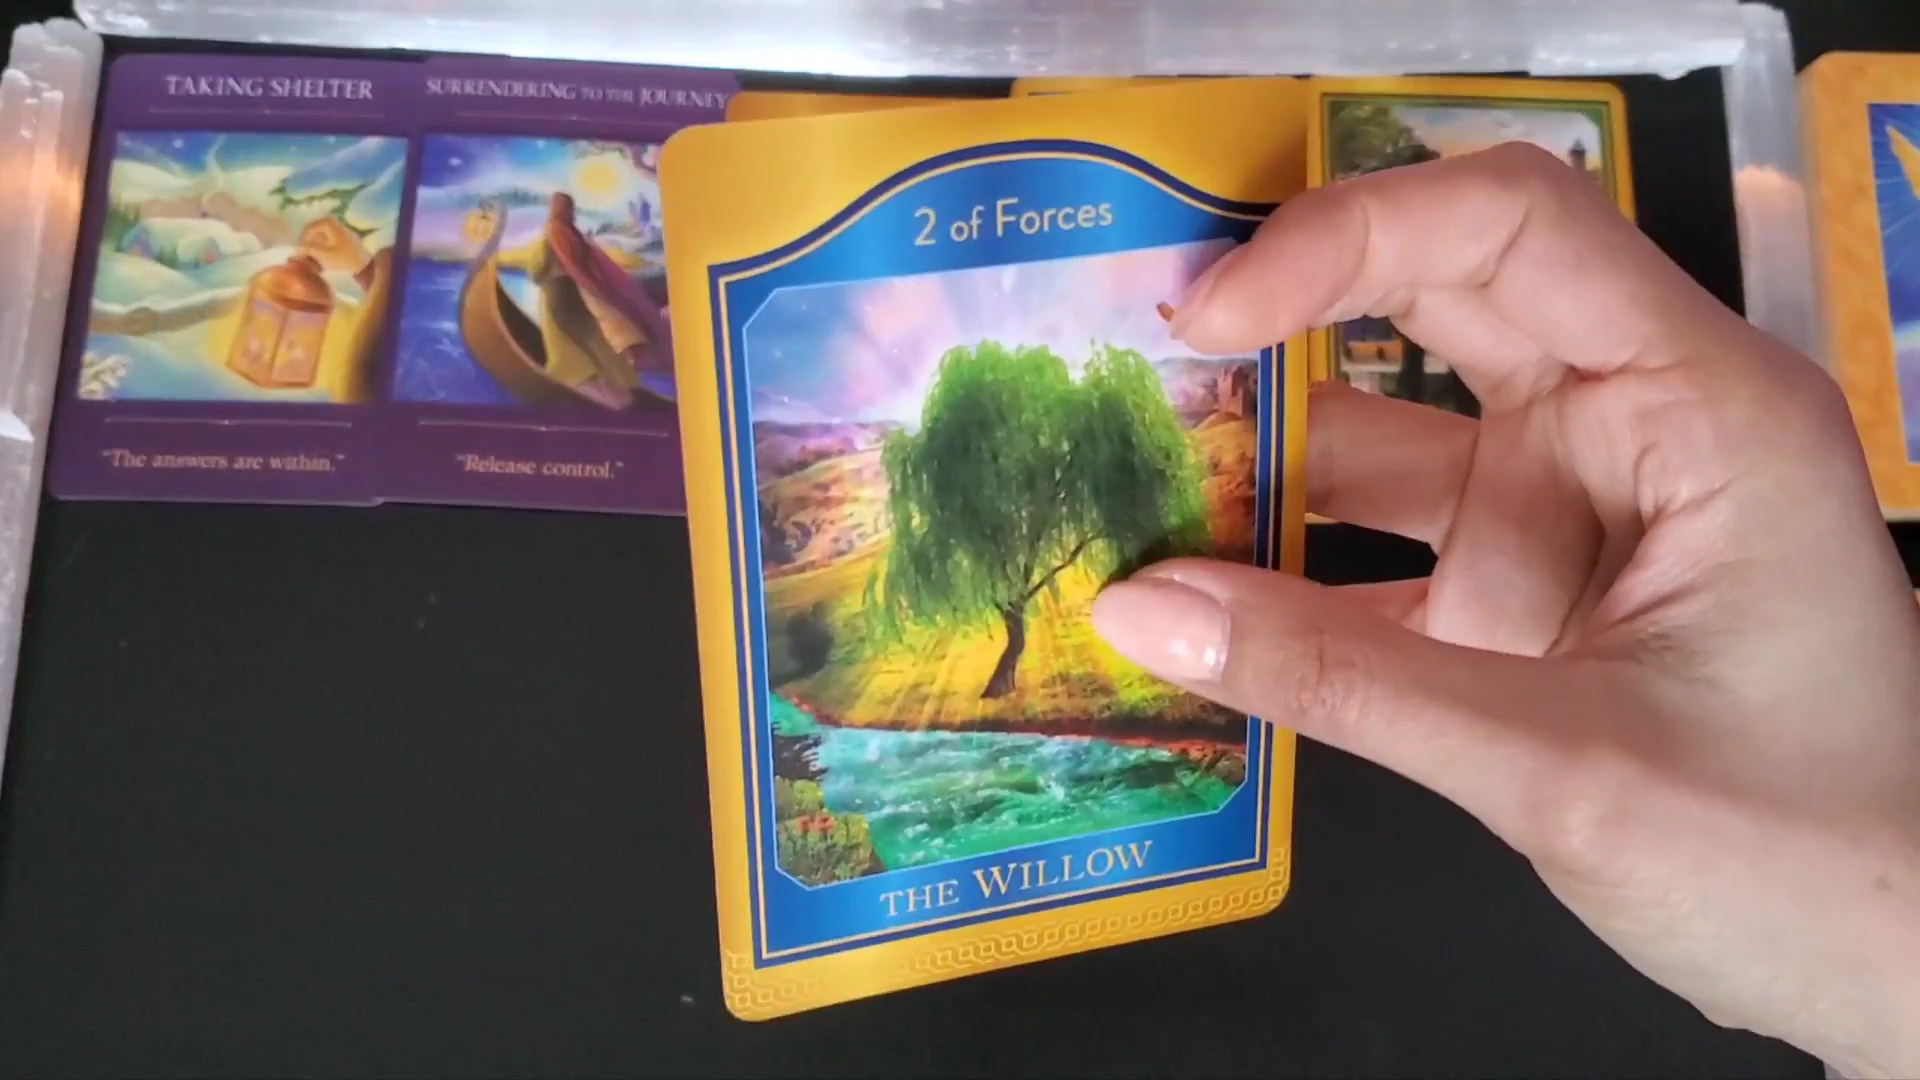 TAKING SHELTER
"The answers are within."
SURRENDERING TO THE JOURNEY
"Release control."
2 of Forces
THE WILLOW